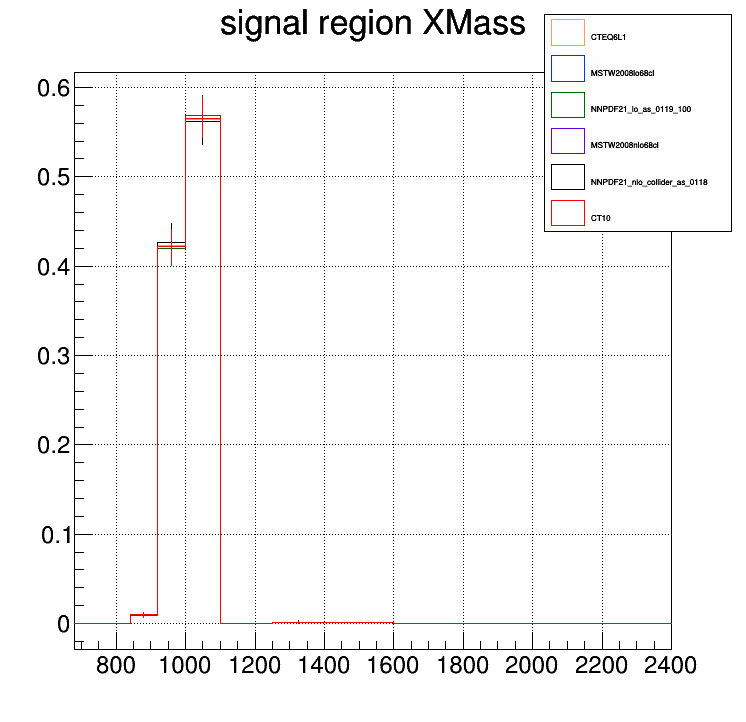 signal region XMass
CTEQ6L1
MSTW2008lo68cl
NNPDF21_lo_as_0119_100
MSTW2008nlo68cl
NNPDF21_nlo_collider_as_0118
CT10
0.6
0.5
0.4
0.3
0.2
0.1
0
800 1000 1200 1400 1600 1800 2000 2200 2400